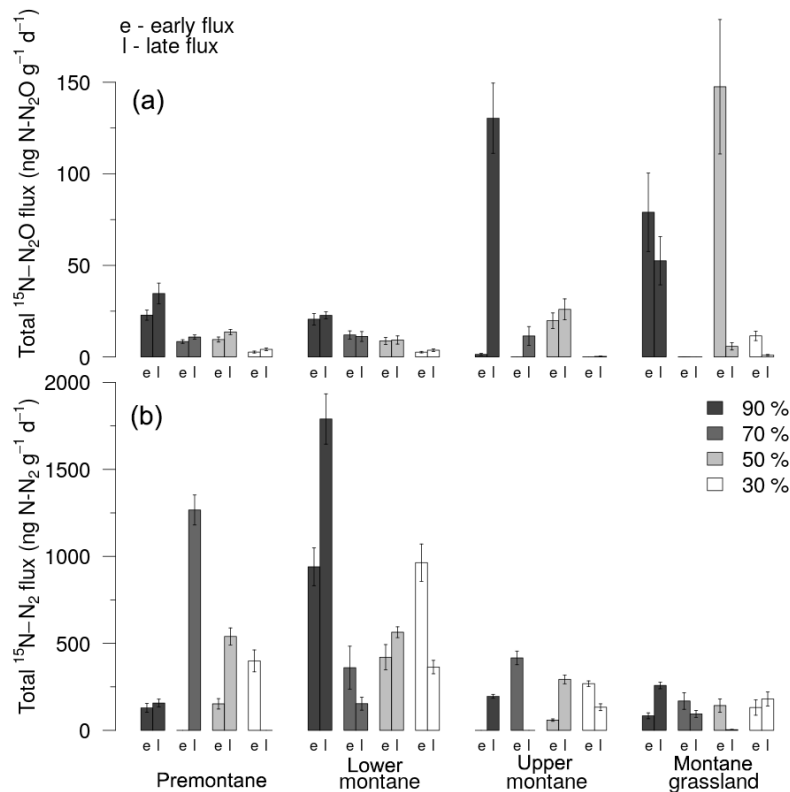 e - early flux
l - late flux
(a)
Total ¹⁵N–N₂O flux (ng N-N₂O g⁻¹ d⁻¹)
150
100
50
0
e l e l e l e l e l e l e l e l e l e l e l e l e l e l e l e l
(b)
Total ¹⁵N–N₂ flux (ng N-N₂ g⁻¹ d⁻¹)
2000
1500
1000
500
0
90 %
70 %
50 %
30 %
e l e l e l e l e l e l e l e l e l e l e l e l e l e l e l e l
Premontane
Lower
montane
Upper
montane
Montane
grassland